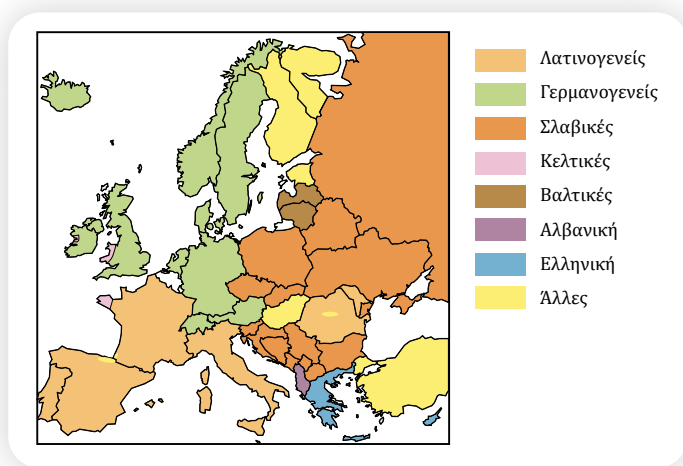 Λατινογενείς
Γερμανογενείς
Σλαβικές
Κελτικές
Βαλτικές
Αλβανική
Ελληνική
Άλλες